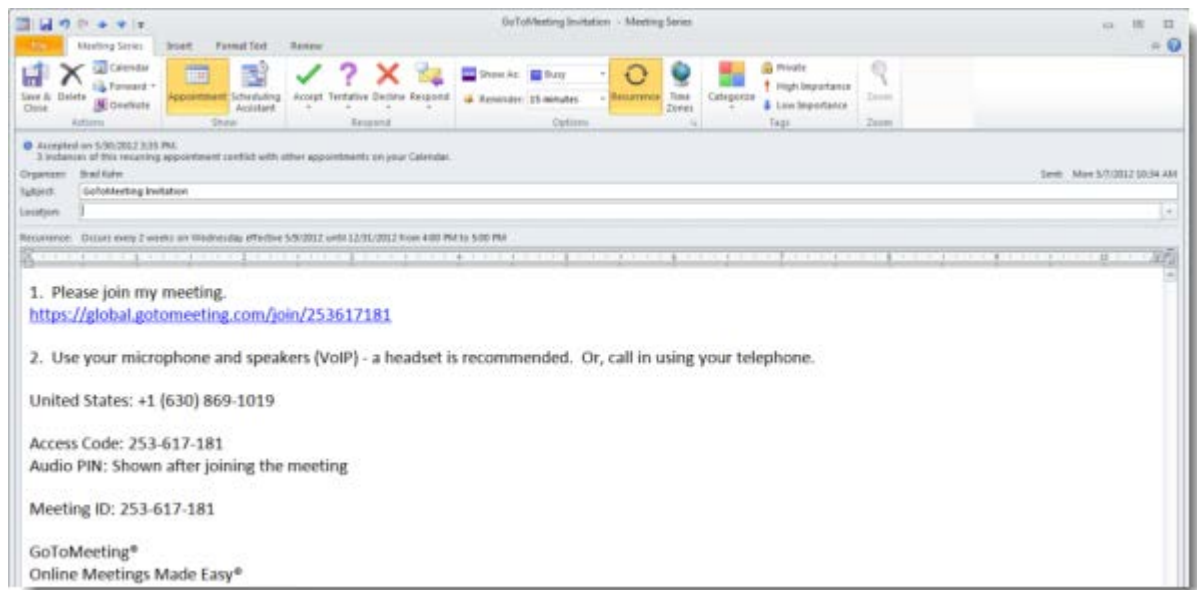 GoToMeeting Invitation - Meeting Series
File Meeting Series Insert Format Text Review
Save & Close Delete Calendar Forward OneNote Appointment Scheduling Assistant Accept Tentative Decline Respond Show As: Busy Reminder: 15 minutes Recurrence Time Zones Categorize Private High Importance Low Importance Zoom
Actions Show Respond Options Tags Zoom
Accepted on 5/30/2012 3:35 PM.
3 instances of this recurring appointment conflict with other appointments on your Calendar.
Organizer: Brad Sent: Mon 5/7/2012 10:34 AM
Subject: GoToMeeting Invitation
Location:
Recurrence: Occurs every 2 weeks on Wednesday effective 5/9/2012 until 12/31/2012 from 4:00 PM to 5:00 PM
1. Please join my meeting.
https://global.gotomeeting.com/join/253617181
2. Use your microphone and speakers (VoIP) - a headset is recommended. Or, call in using your telephone.
United States: +1 (630) 869-1019
Access Code: 253-617-181
Audio PIN: Shown after joining the meeting
Meeting ID: 253-617-181
GoToMeeting®
Online Meetings Made Easy®